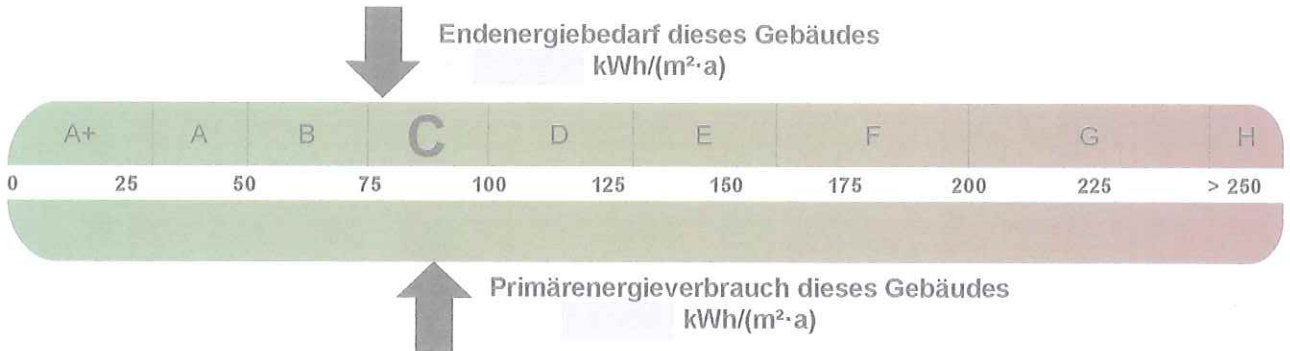 Endenergiebedarf dieses Gebäudes
kWh/(m²·a)
A+ A B C D E F G H
0 25 50 75 100 125 150 175 200 225 > 250
Primärenergieverbrauch dieses Gebäudes
kWh/(m²·a)